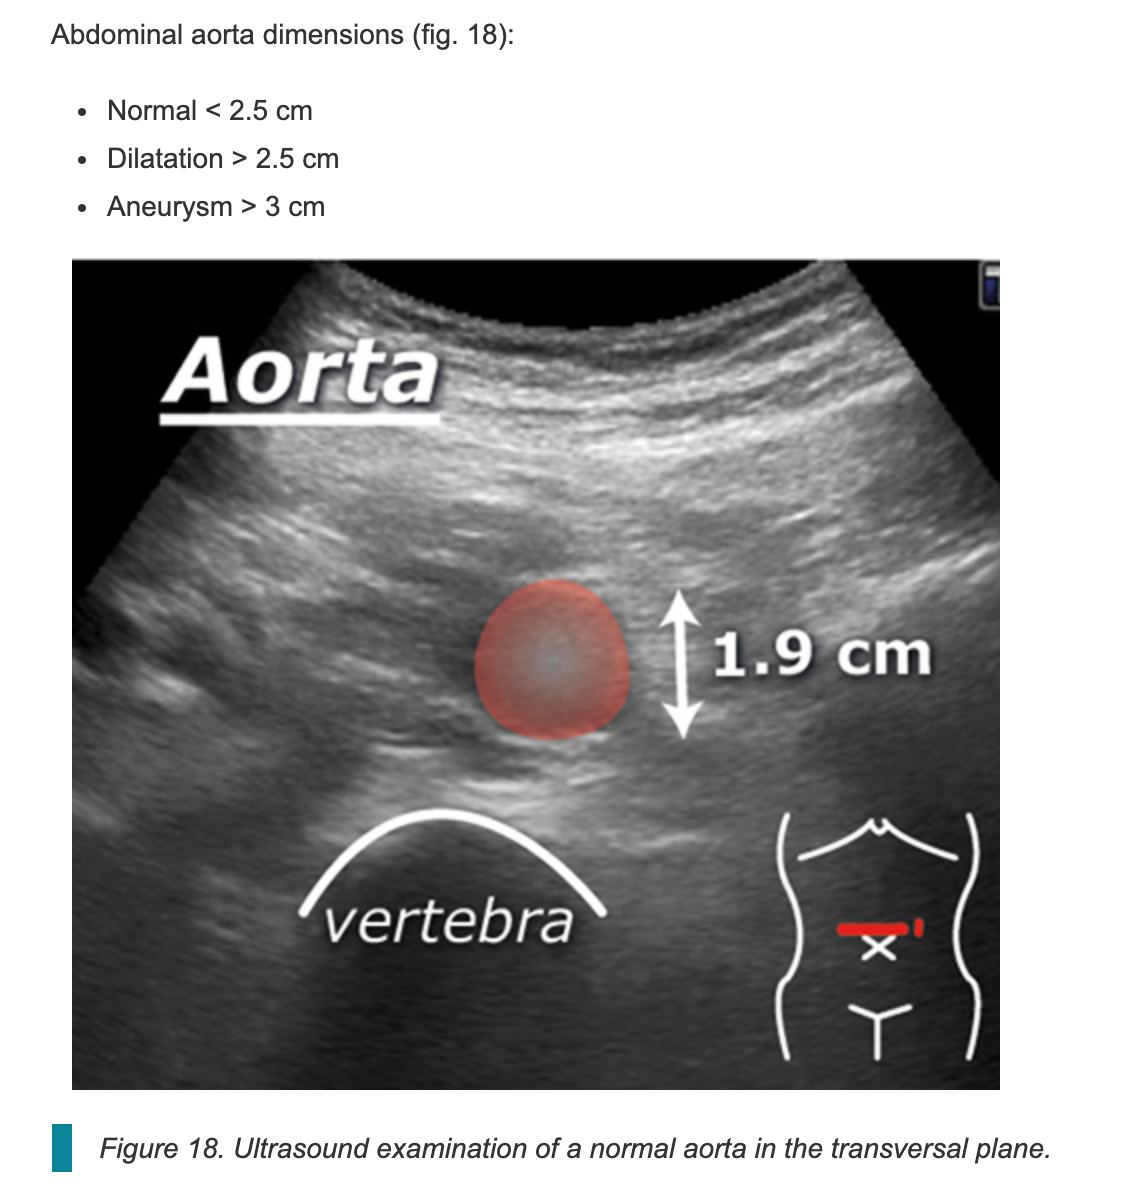 Abdominal aorta dimensions (fig. 18):
• Normal < 2.5 cm
• Dilatation > 2.5 cm
• Aneurysm > 3 cm
Aorta
1.9 cm
vertebra
Figure 18. Ultrasound examination of a normal aorta in the transversal plane.